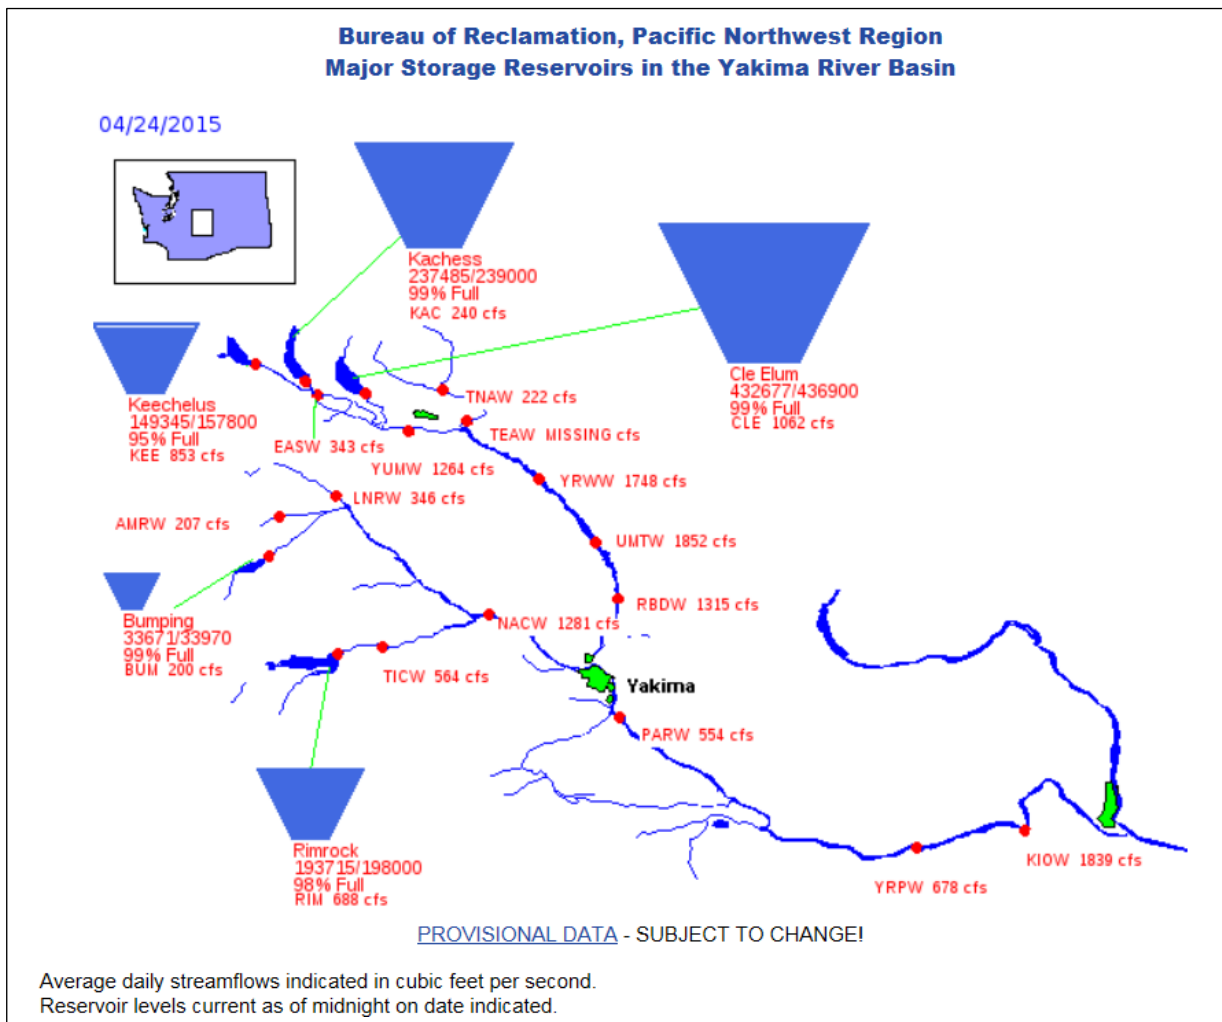 Bureau of Reclamation, Pacific Northwest Region
Major Storage Reservoirs in the Yakima River Basin
04/24/2015
Kachess
237485/239000
99% Full
KAC 240 cfs
Cle Elum
432677/436900
99% Full
CLE 1062 cfs
Keechelus
149345/157800
95% Full
KEE 853 cfs
TNAW 222 cfs
TEAW MISSING cfs
EASW 343 cfs
YUMW 1264 cfs
YRWW 1748 cfs
LNRW 346 cfs
AMRW 207 cfs
UMTW 1852 cfs
RBDW 1315 cfs
Bumping
33671/33970
99% Full
BUM 200 cfs
NACW 1281 cfs
TICW 564 cfs
Yakima
PARW 554 cfs
Rimrock
193715/198000
98% Full
RIM 688 cfs
KIOW 1839 cfs
YRPW 678 cfs
PROVISIONAL DATA - SUBJECT TO CHANGE!
Average daily streamflows indicated in cubic feet per second.
Reservoir levels current as of midnight on date indicated.